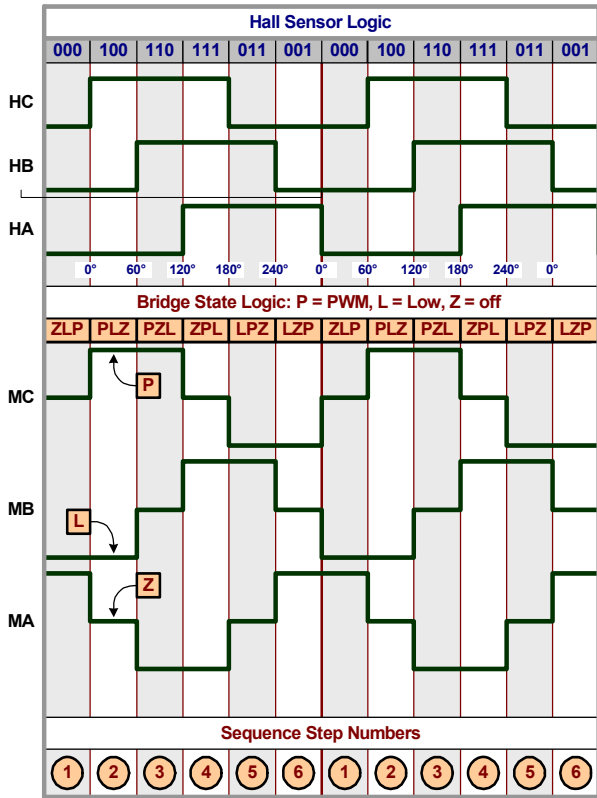 Hall Sensor Logic
000 100 110 111 011 001 000 100 110 111 011 001
HC
HB
HA
0° 60° 120° 180° 240° 0° 60° 120° 180° 240° 0°
Bridge State Logic: P = PWM, L = Low, Z = off
ZLP PLZ PZL ZPL LPZ LZP ZLP PLZ PZL ZPL LPZ LZP
MC
P
MB
L
Z
MA
Sequence Step Numbers
1 2 3 4 5 6 1 2 3 4 5 6